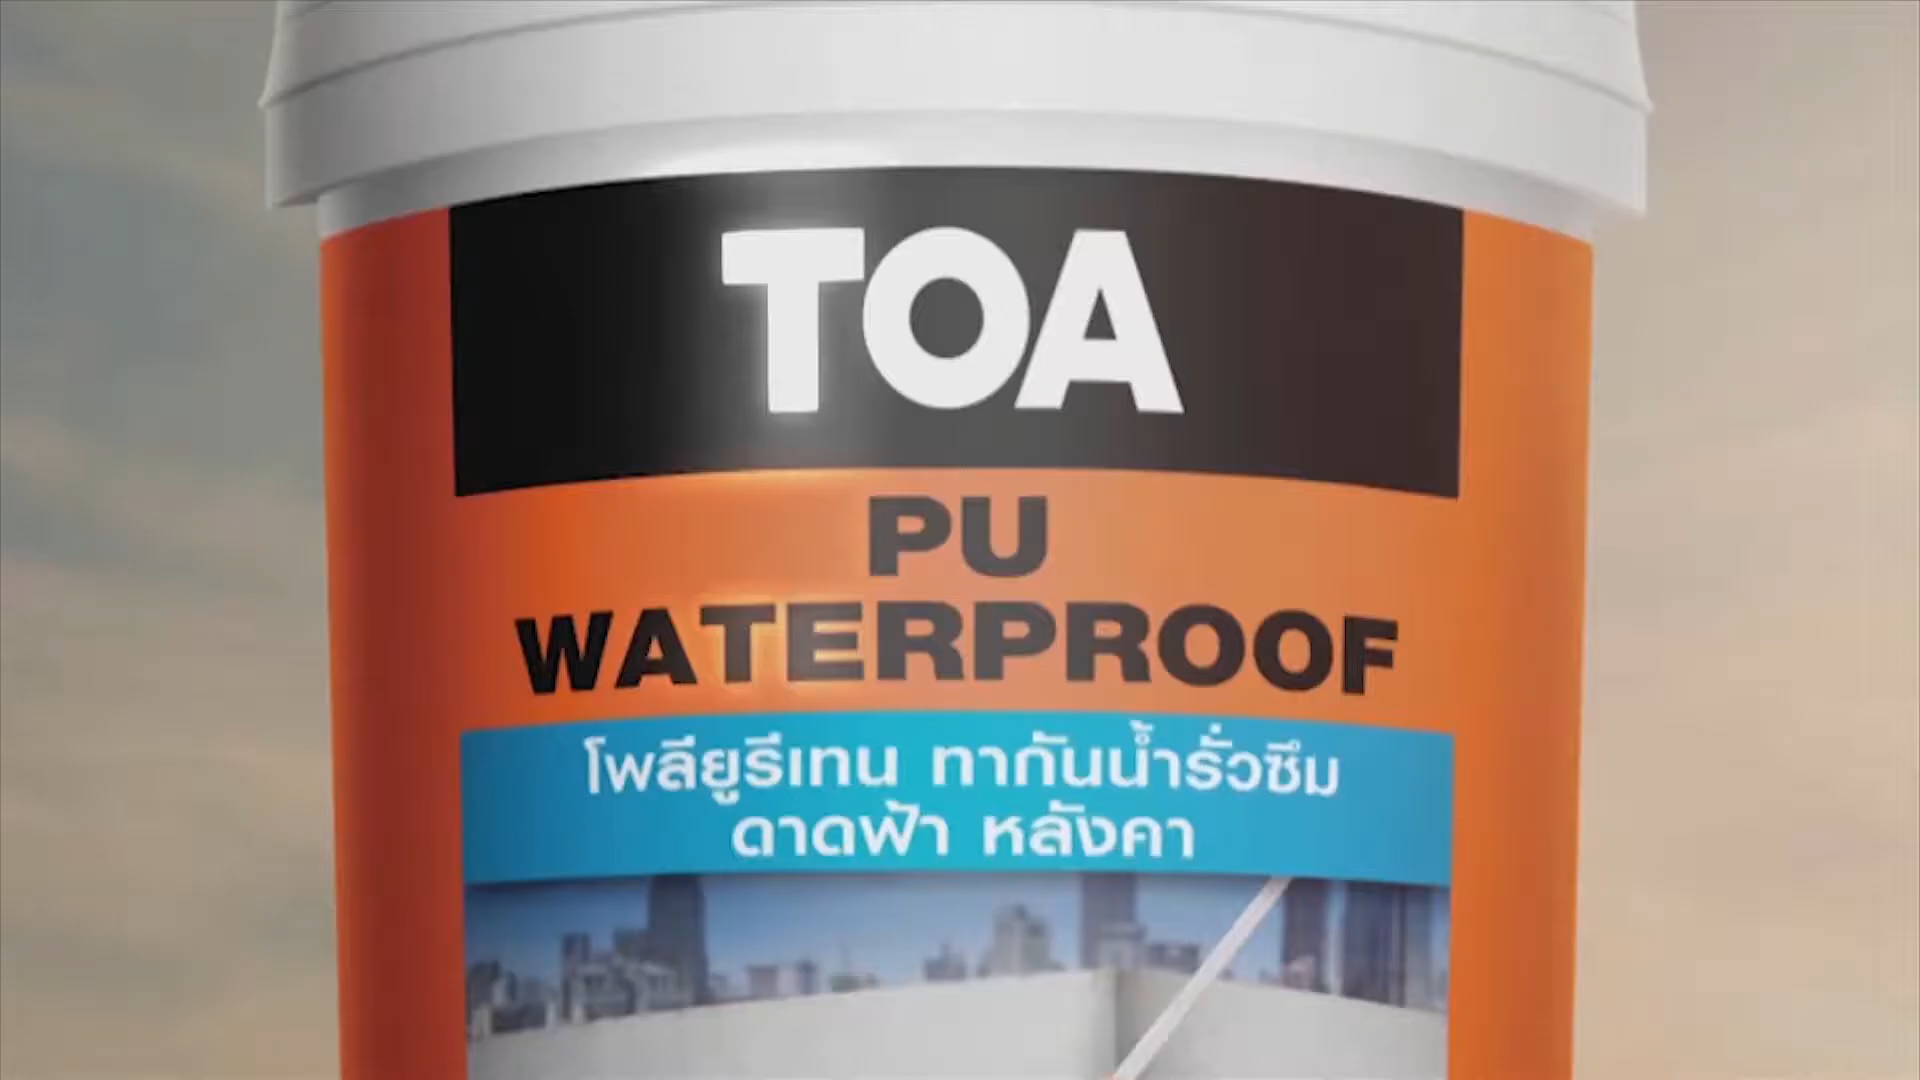 TOA
PU
WATERPROOF
โพลียูรีเทน ทากันน้ำรั่วซึม
ดาดฟ้า หลังคา